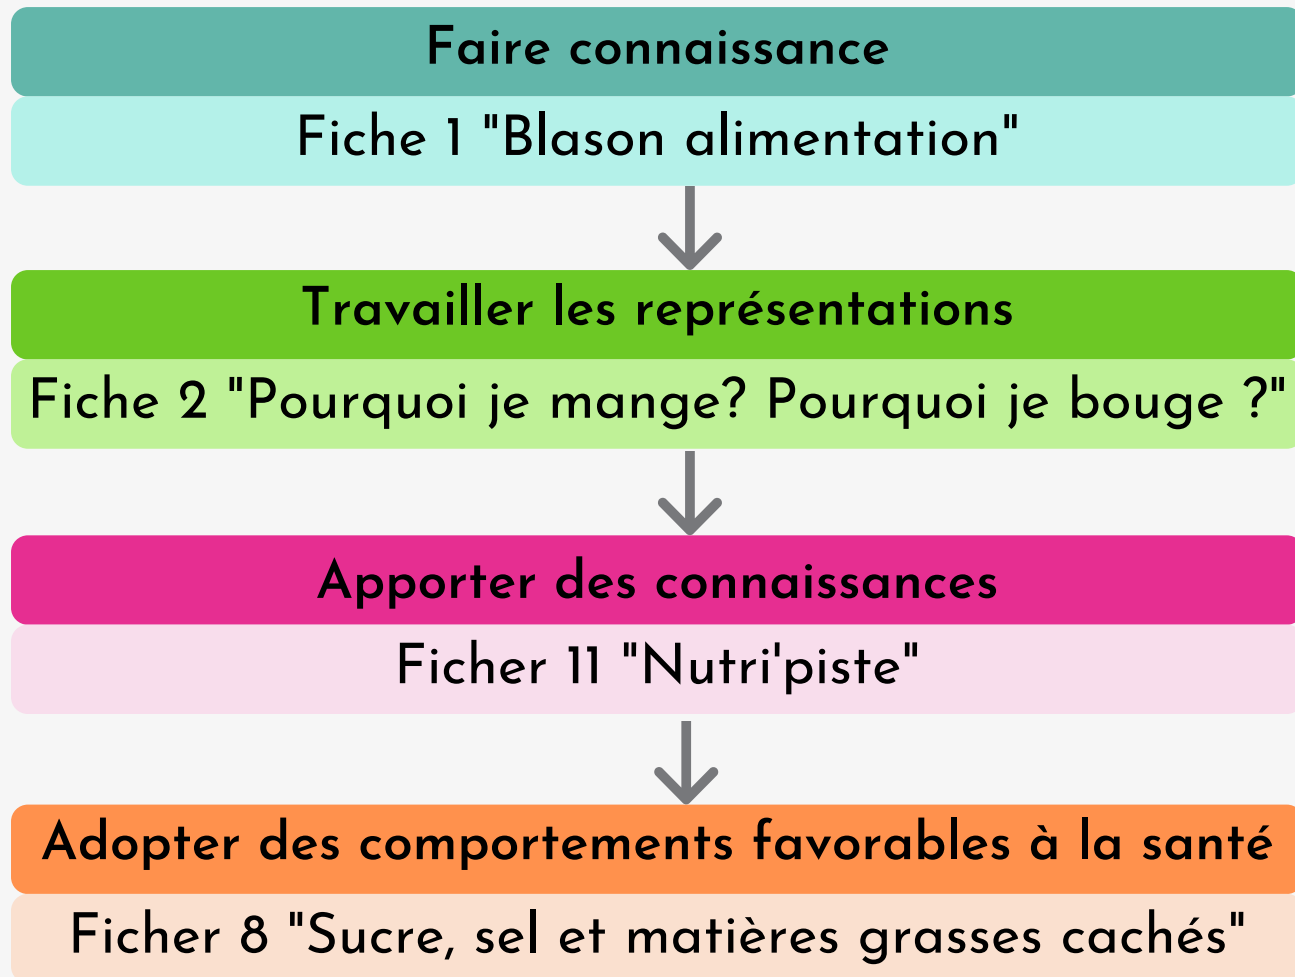 Faire connaissance
Fiche 1 "Blason alimentation"
Travailler les représentations
Fiche 2 "Pourquoi je mange? Pourquoi je bouge ?"
Apporter des connaissances
Ficher 11 "Nutri'piste"
Adopter des comportements favorables à la santé
Ficher 8 "Sucre, sel et matières grasses cachés"